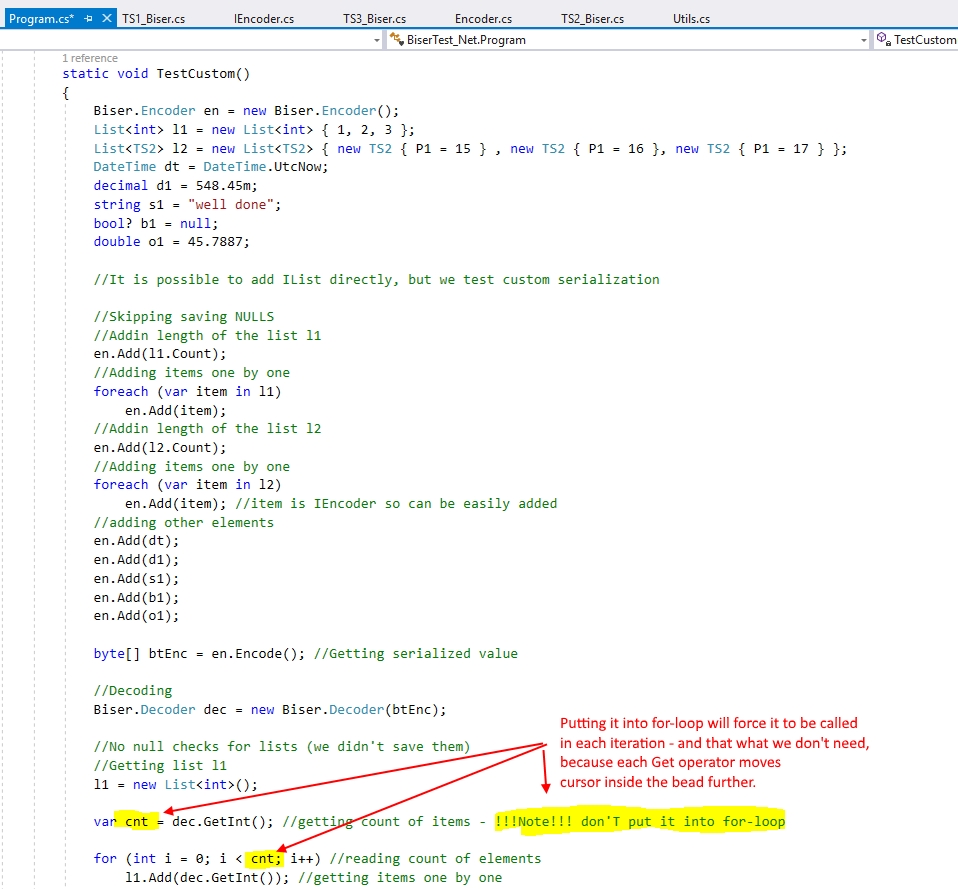 Program.cs* TS1_Biser.cs IEncoder.cs TS3_Biser.cs Encoder.cs TS2_Biser.cs Utils.cs
BiserTest_Net.Program TestCustom
1 reference
static void TestCustom()
{
Biser.Encoder en = new Biser.Encoder();
List<int> l1 = new List<int> { 1, 2, 3 };
List<TS2> l2 = new List<TS2> { new TS2 { P1 = 15 } , new TS2 { P1 = 16 }, new TS2 { P1 = 17 } };
DateTime dt = DateTime.UtcNow;
decimal d1 = 548.45m;
string s1 = "well done";
bool? b1 = null;
double o1 = 45.7887;
//It is possible to add IList directly, but we test custom serialization
//Skipping saving NULLS
//Addin length of the list l1
en.Add(l1.Count);
//Adding items one by one
foreach (var item in l1)
en.Add(item);
//Addin length of the list l2
en.Add(l2.Count);
//Adding items one by one
foreach (var item in l2)
en.Add(item); //item is IEncoder so can be easily added
//adding other elements
en.Add(dt);
en.Add(d1);
en.Add(s1);
en.Add(b1);
en.Add(o1);
byte[] btEnc = en.Encode(); //Getting serialized value
//Decoding
Biser.Decoder dec = new Biser.Decoder(btEnc);
Putting it into for-loop will force it to be called
in each iteration - and that what we don't need,
because each Get operator moves
cursor inside the bead further.
//No null checks for lists (we didn't save them)
//Getting list l1
l1 = new List<int>();
var cnt = dec.GetInt(); //getting count of items - !!!Note!!! don'T put it into for-loop
for (int i = 0; i < cnt; i++) //reading count of elements
l1.Add(dec.GetInt()); //getting items one by one